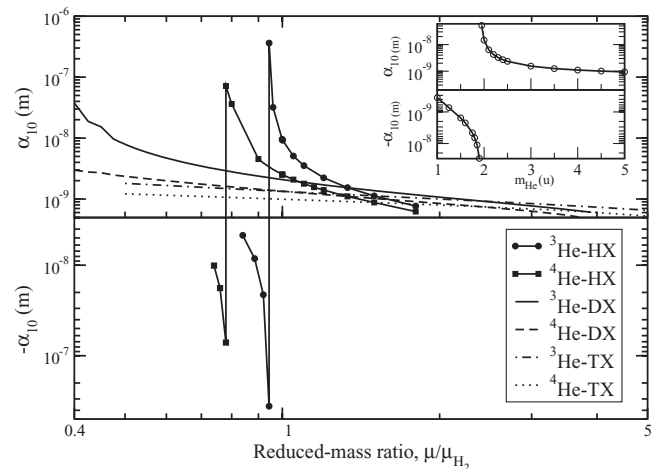 10⁻⁶
10⁻⁷
10⁻⁸
10⁻⁹
α₁₀ (m)
10⁻⁸
10⁻⁷
-α₁₀ (m)
0.4
1
5
Reduced-mass ratio, μ/μ_H₂
10⁻⁸
10⁻⁹
α₁₀ (m)
10⁻⁹
10⁻⁸
-α₁₀ (m)
1 2 3 4 5
m_He(u)
³He-HX
⁴He-HX
³He-DX
⁴He-DX
³He-TX
⁴He-TX